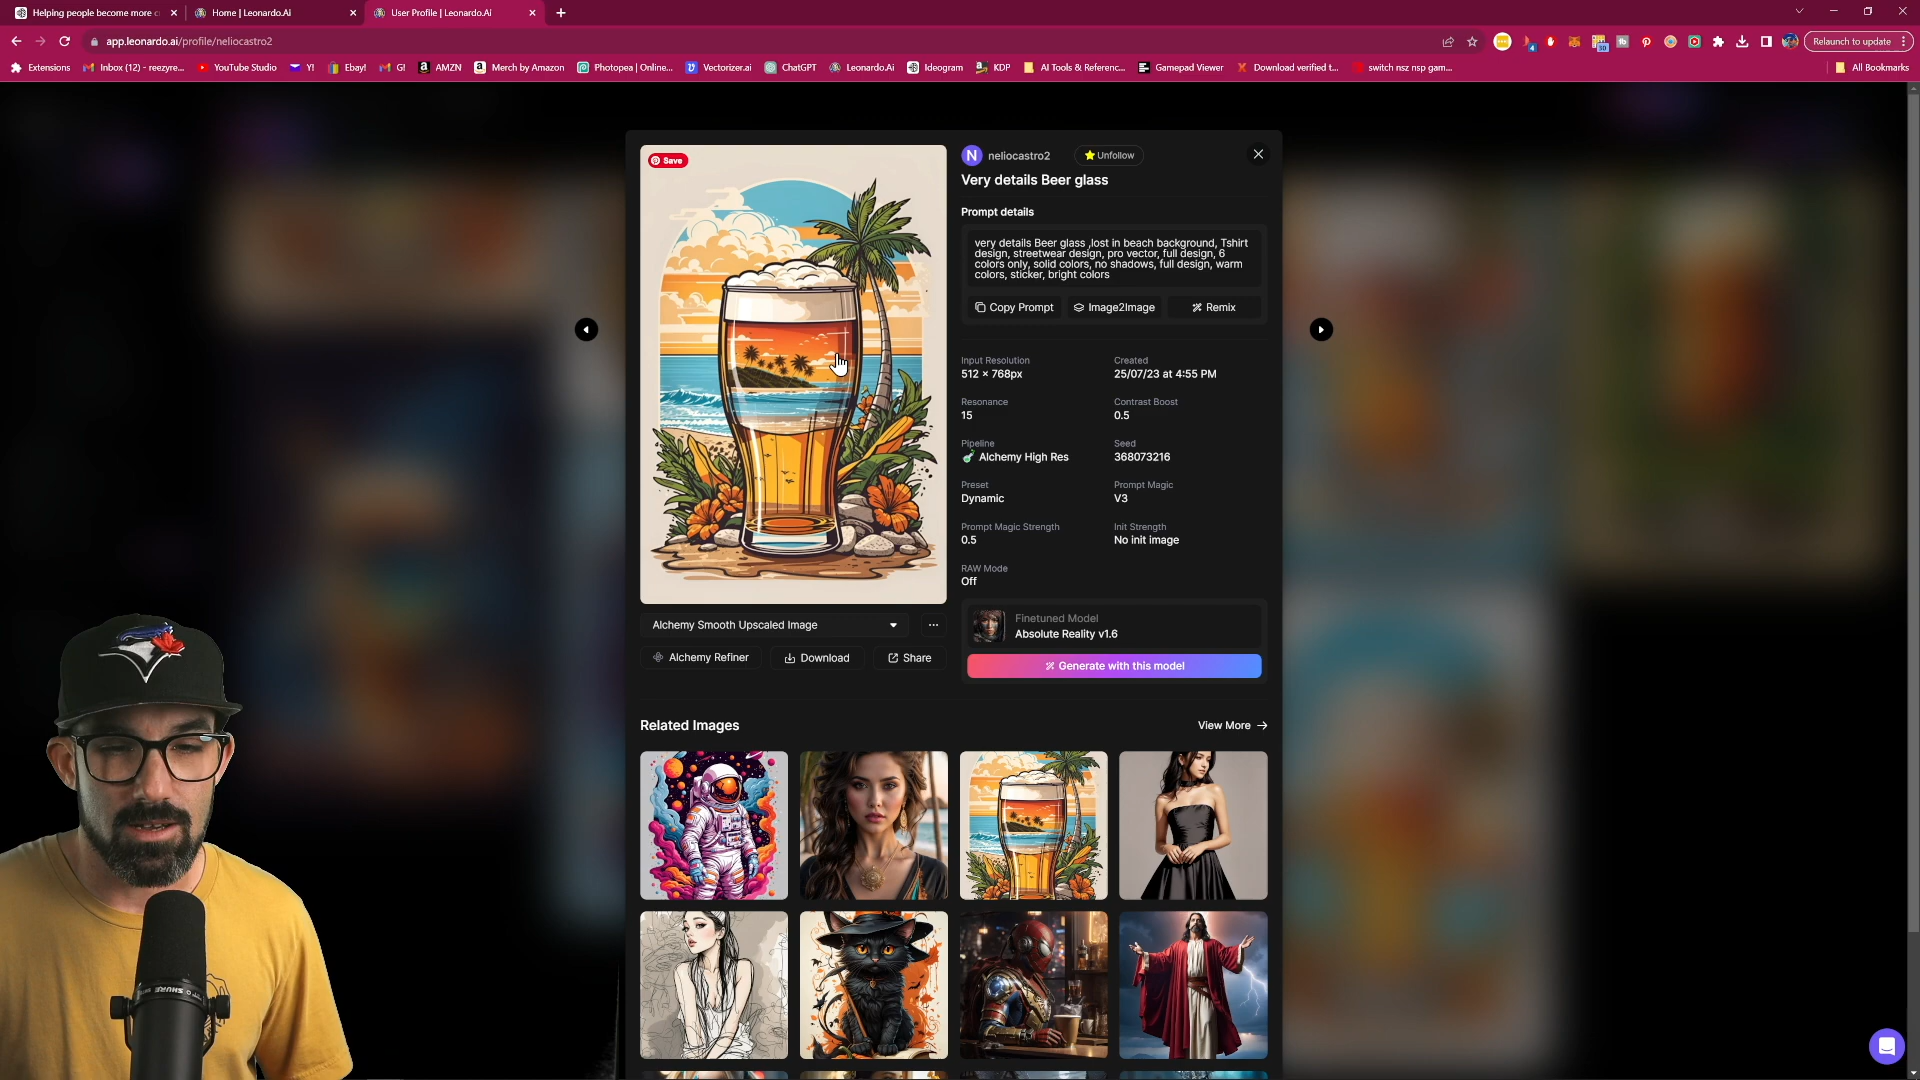 Helping people become more c
Home | Leonardo.Ai
User Profile | Leonardo.Ai
app.leonardo.ai/profile/neliocastro2
Relaunch to update
Extensions
Inbox (12) - reezyre...
YouTube Studio
Y!
Ebay!
G!
AMZN
Merch by Amazon
Photopea | Online...
Vectorizer.ai
ChatGPT
Leonardo.Ai
Ideogram
KDP
AI Tools & Referenc...
Gamepad Viewer
Download verified t...
switch nsz nsp gam...
All Bookmarks
Save
N neliocastro2
Unfollow
Very details Beer glass
Prompt details
very details Beer glass ,lost in beach background, Tshirt
design, streetwear design, pro vector, full design, 6
colors only, solid colors, no shadows, full design, warm
colors, sticker, bright colors
Copy Prompt
Image2Image
Remix
Input Resolution
512 × 768px
Created
25/07/23 at 4:55 PM
Resonance
15
Contrast Boost
0.5
Pipeline
Alchemy High Res
Seed
368073216
Preset
Dynamic
Prompt Magic
V3
Prompt Magic Strength
0.5
Init Strength
No init image
RAW Mode
Off
Finetuned Model
Absolute Reality v1.6
Generate with this model
Alchemy Smooth Upscaled Image
Alchemy Refiner
Download
Share
Related Images
View More
SHURE